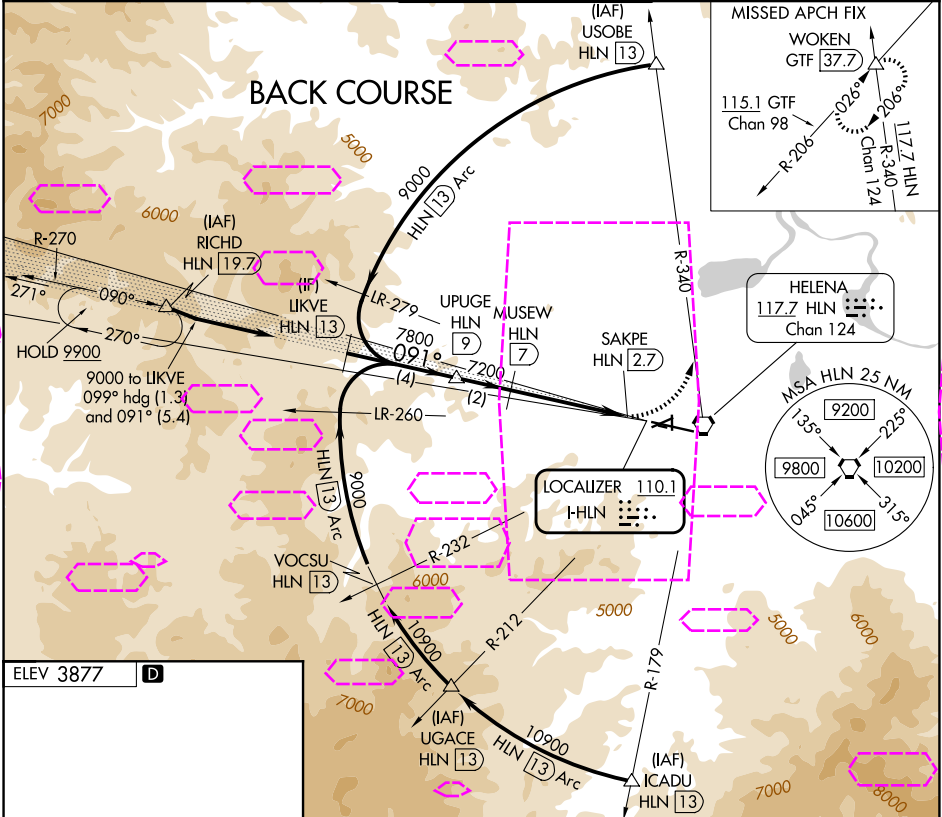 (IAF)
USOBE
HLN 13
MISSED APCH FIX
WOKEN
GTF 37.7
115.1 GTF
Chan 98
026°
206°
R-206
117.7 HLN
R-340
Chan 124
BACK COURSE
7000
5000
6000
9000
HLN 13 Arc
R-340
(IAF)
RICHD
HLN 19.7
R-270
271°
090°
270°
HOLD 9900
9000 to LIKVE
099° hdg (1.3)
and 091° (5.4)
(IF)
LIKVE
HLN 13
LR-279
UPUGE
HLN
9
MUSEW
HLN
7
7800
091°
(4)
7200
(2)
SAKPE
HLN 2.7
HELENA
117.7 HLN
Chan 124
LR-260
MSA HLN 25 NM
135°
9200
225°
9800
10200
045°
10600
315°
9000
HLN 13 Arc
LOCALIZER 110.1
I-HLN
R-232
VOCSU
HLN 13
6000
5000
5000
6000
10900
HLN 13 Arc
R-212
R-179
ELEV 3877 D
7000
(IAF)
UGACE
HLN 13
10900
HLN 13 Arc
(IAF)
ICADU
HLN 13
7000
8000